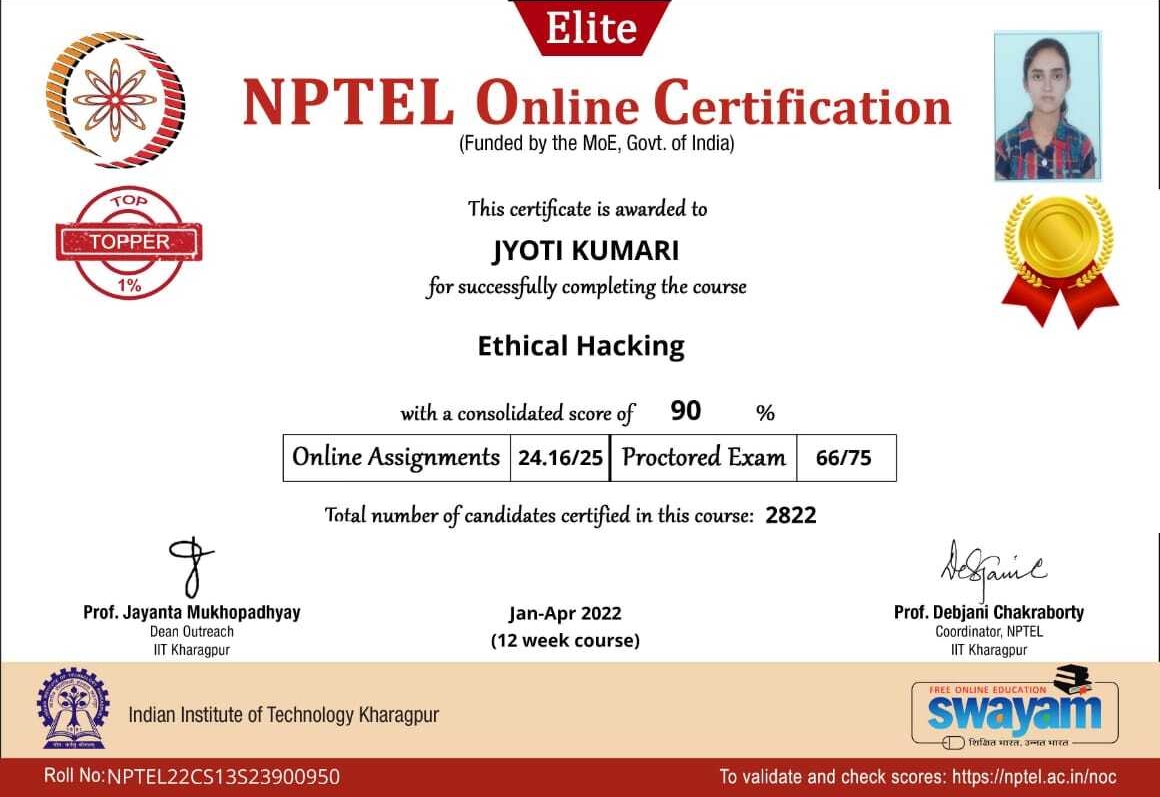 Elite
NPTEL Online Certification
(Funded by the MoE, Govt. of India)
TOP
TOPPER
1%
This certificate is awarded to
JYOTI KUMARI
for successfully completing the course
Ethical Hacking
with a consolidated score of 90 %
Online Assignments 24.16/25 Proctored Exam 66/75
Total number of candidates certified in this course: 2822
Prof. Jayanta Mukhopadhyay
Dean Outreach
IIT Kharagpur
Jan-Apr 2022
(12 week course)
Prof. Debjani Chakraborty
Coordinator, NPTEL
IIT Kharagpur
Indian Institute of Technology Kharagpur
FREE ONLINE EDUCATION
swayam
शिक्षित भारत, उन्नत भारत
Roll No: NPTEL22CS13S23900950
To validate and check scores: https://nptel.ac.in/noc